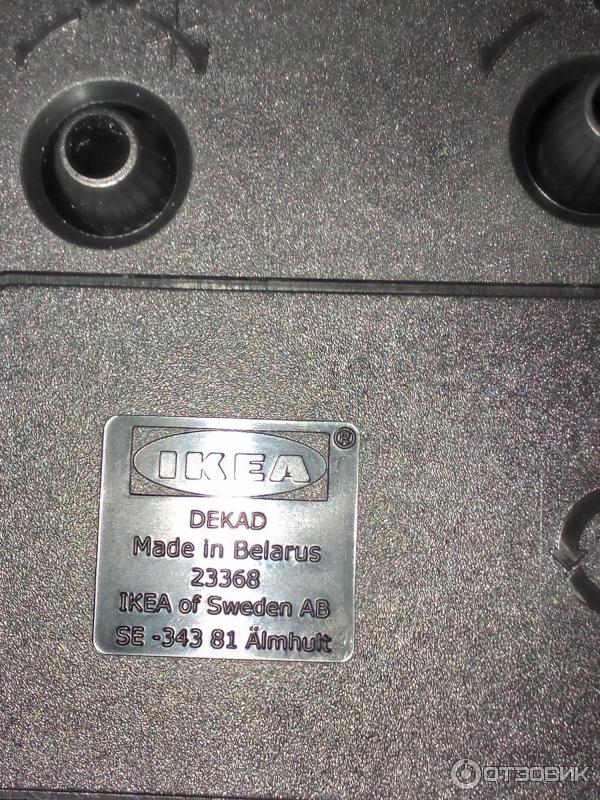 IKEA®
DEKAD
Made in Belarus
23368
IKEA of Sweden AB
SE -343 81 Älmhult
ОТЗОВИК